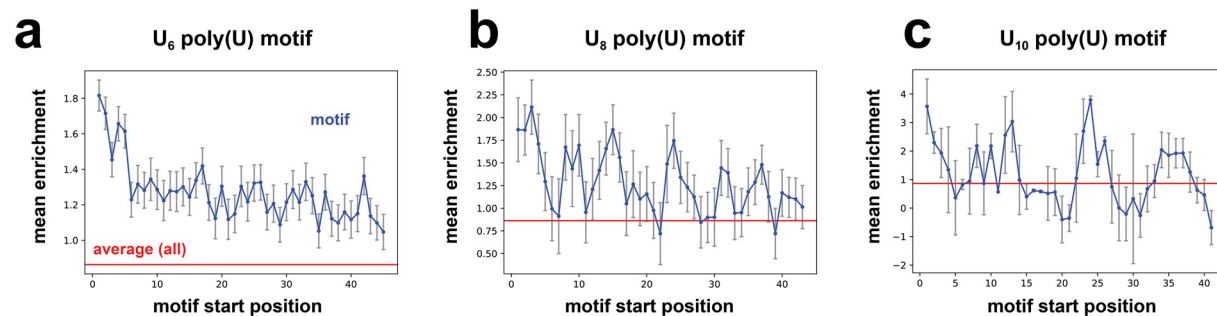 a
U6 poly(U) motif
mean enrichment
1.8
1.6
1.4
1.2
1.0
motif
average (all)
0
10
20
30
40
motif start position
b
U8 poly(U) motif
mean enrichment
2.50
2.25
2.00
1.75
1.50
1.25
1.00
0.75
0.50
0
10
20
30
40
motif start position
c
U10 poly(U) motif
mean enrichment
4
3
2
1
0
−1
−2
0
5
10
15
20
25
30
35
40
motif start position